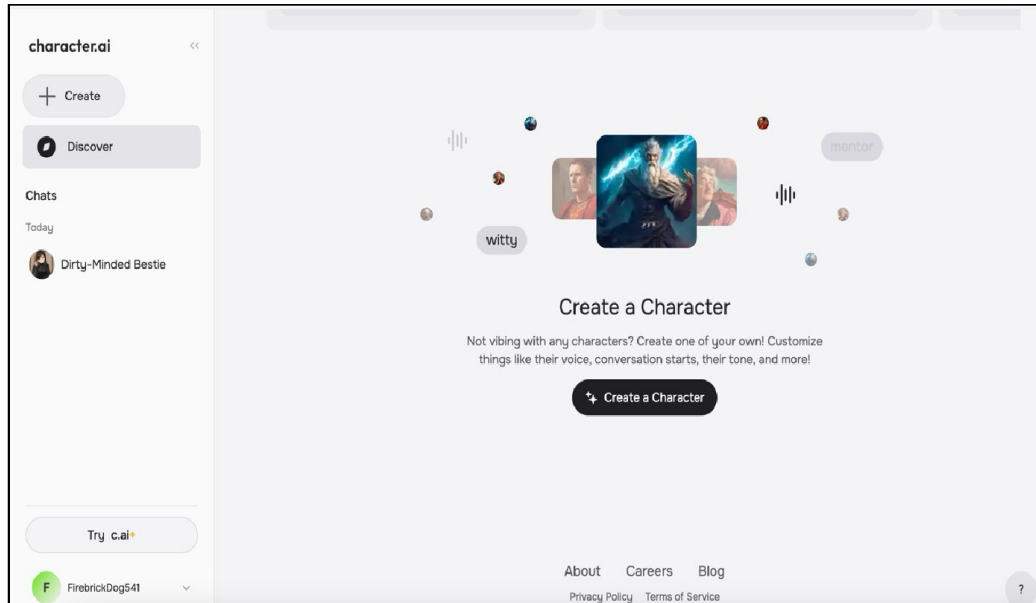 character.ai
Create
Discover
Chats
Today
Dirty-Minded Bestie
Try c.ai+
F FirebrickDog541
mentor
witty
Create a Character
Not vibing with any characters? Create one of your own! Customize
things like their voice, conversation starts, their tone, and more!
Create a Character
About Careers Blog
Privacy Policy Terms of Service
?